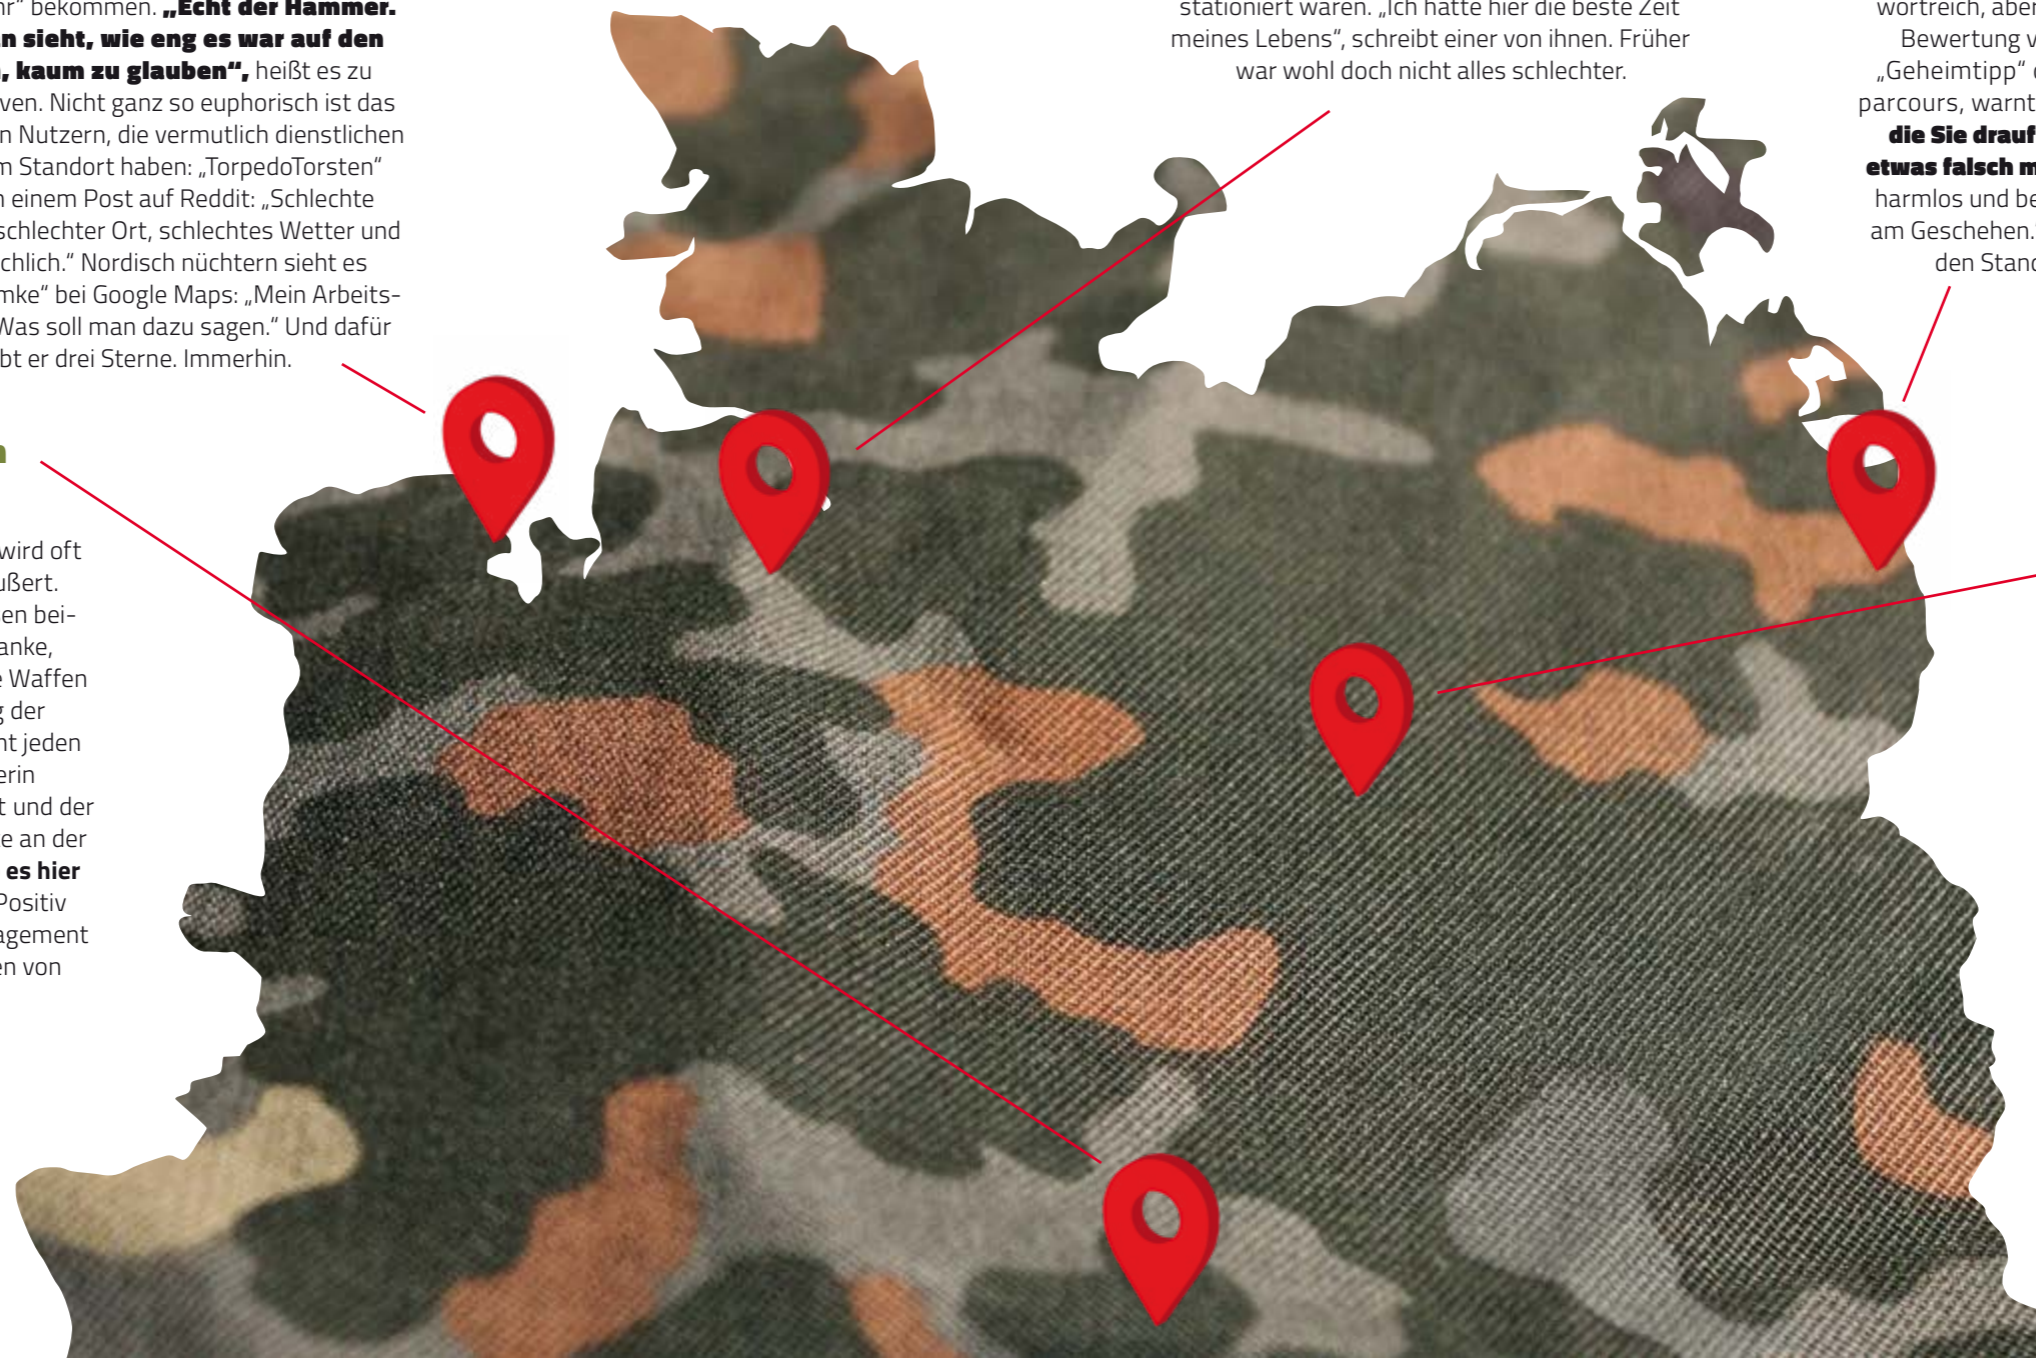 hr“ bekommen. „Echt der Hammer.
n sieht, wie eng es war auf den
, kaum zu glauben“, heißt es zu
ven. Nicht ganz so euphorisch ist das
n Nutzern, die vermutlich dienstlichen
m Standort haben: „TorpedoTorsten“
n einem Post auf Reddit: „Schlechte
schlechter Ort, schlechtes Wetter und
chlich.“ Nordisch nüchtern sieht es
mke“ bei Google Maps: „Mein Arbeits-
Was soll man dazu sagen.“ Und dafür
bt er drei Sterne. Immerhin.
n
wird oft
ußert.
en bei-
anke,
e Waffen
g der
nt jeden
erin
t und der
e an der
es hier
Positiv
agement
en von
stationiert waren. „Ich hatte hier die beste Zeit
meines Lebens“, schreibt einer von ihnen. Früher
war wohl doch nicht alles schlechter.
wortreich, aber
Bewertung v
„Geheimtipp“
parcours, warnt
die Sie drauf
etwas falsch m
harmlos und be
am Geschehen.“
den Stand